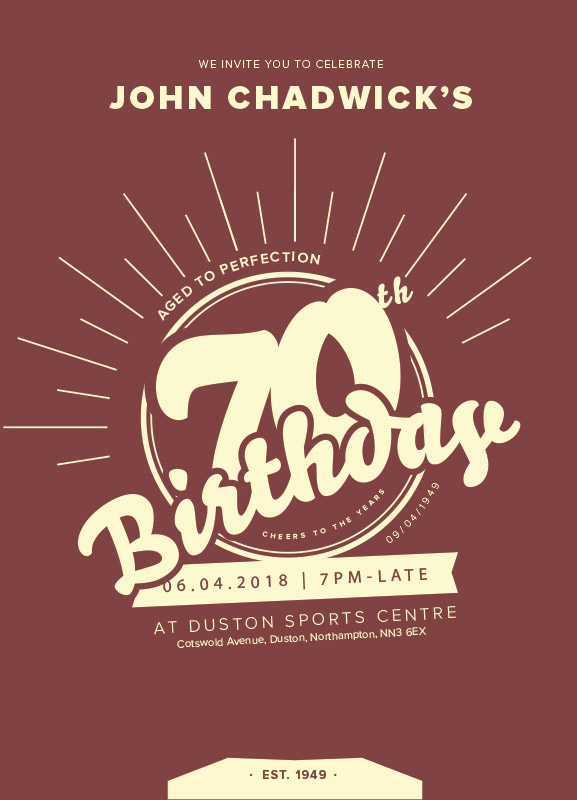 WE INVITE YOU TO CELEBRATE
JOHN CHADWICK’S
AGED TO PERFECTION
70th
Birthday
CHEERS TO THE YEARS
09/04/1949
06.04.2018 | 7PM-LATE
AT DUSTON SPORTS CENTRE
Cotswold Avenue, Duston, Northampton, NN3 6EX
· EST. 1949 ·